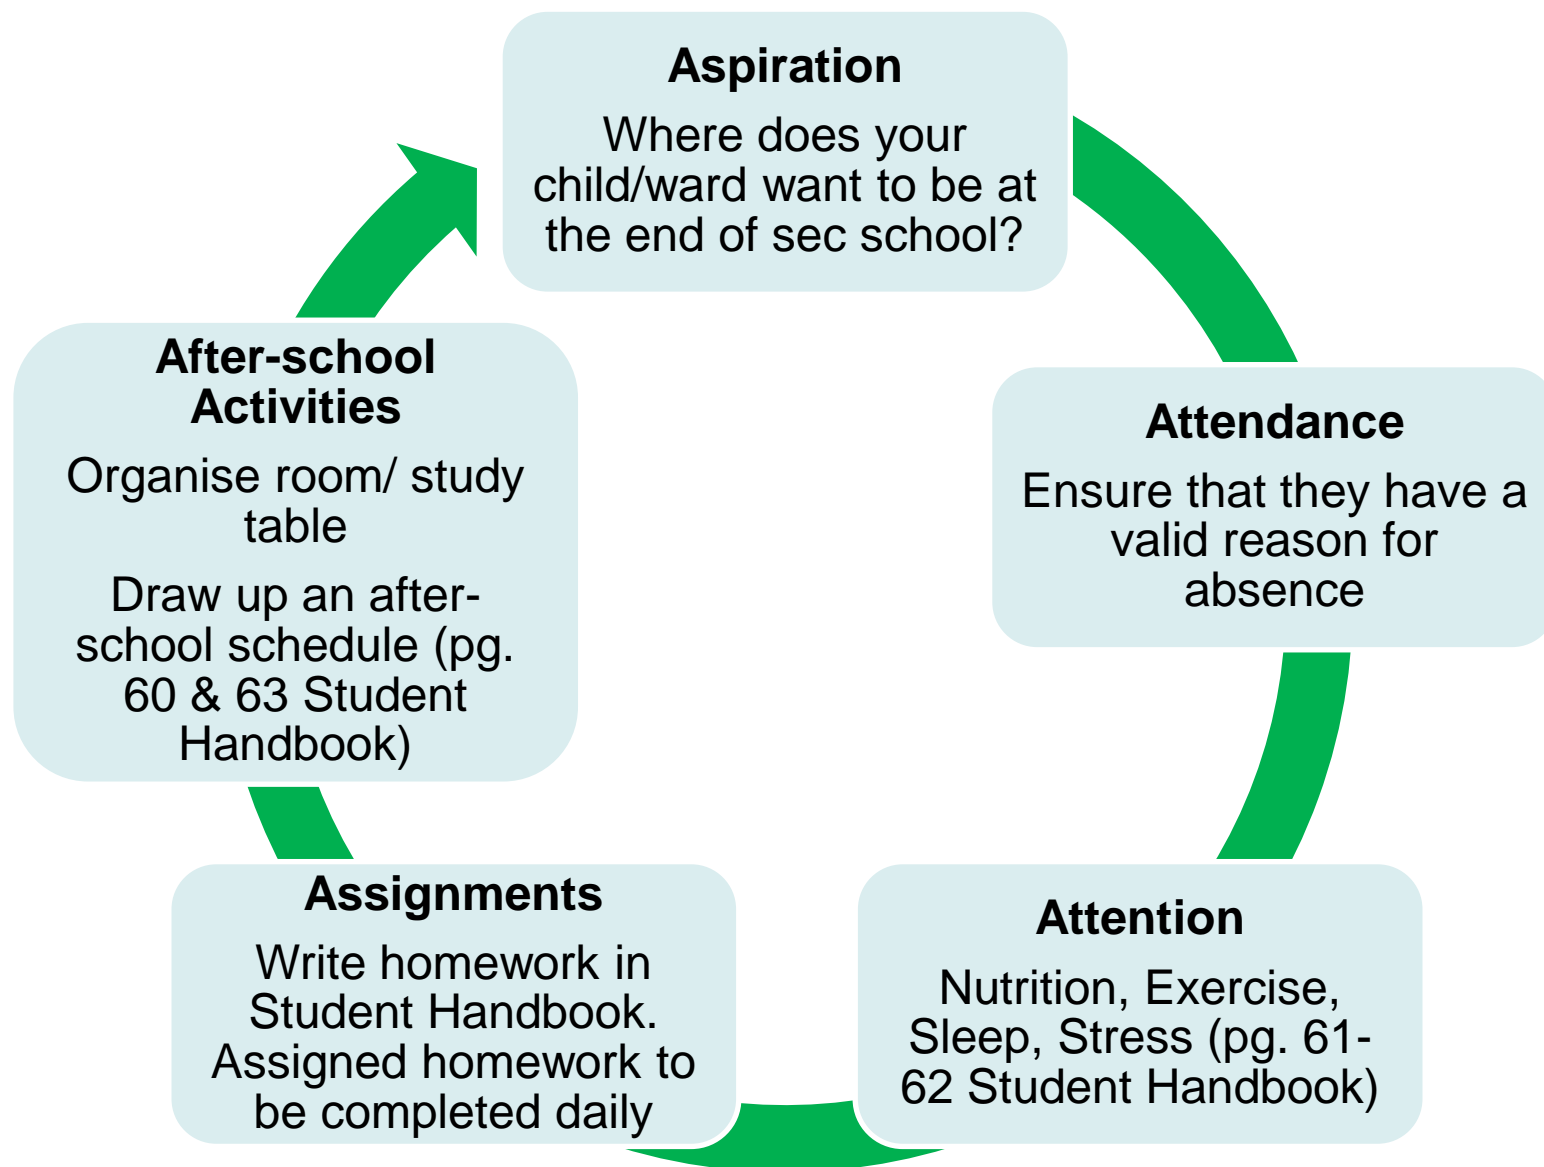 Aspiration
Where does your
child/ward want to be at
the end of sec school?
Attendance
Ensure that they have a
valid reason for
absence
Attention
Nutrition, Exercise,
Sleep, Stress (pg. 61-
62 Student Handbook)
Assignments
Write homework in
Student Handbook.
Assigned homework to
be completed daily
After-school
Activities
Organise room/ study
table
Draw up an after-
school schedule (pg.
60 & 63 Student
Handbook)